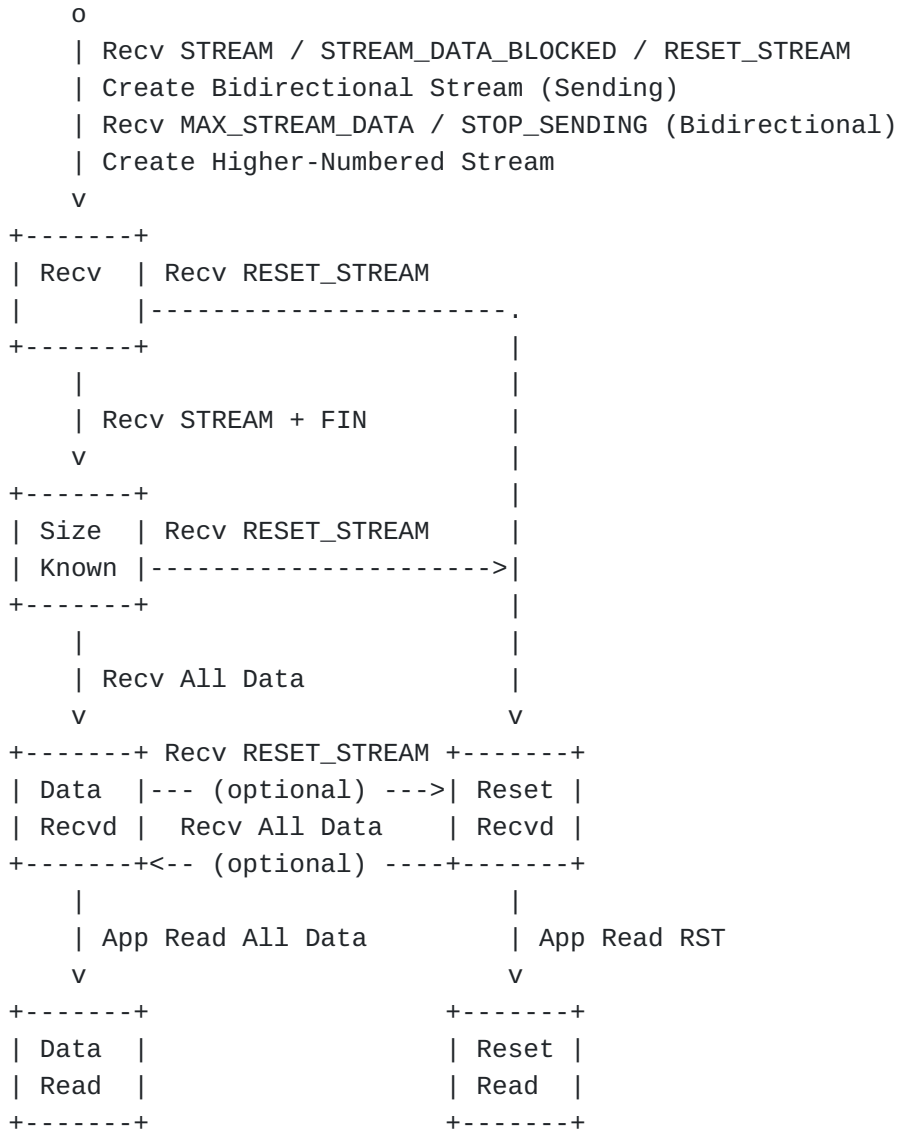 o
| Recv STREAM / STREAM_DATA_BLOCKED / RESET_STREAM
| Create Bidirectional Stream (Sending)
| Recv MAX_STREAM_DATA / STOP_SENDING (Bidirectional)
| Create Higher-Numbered Stream
v
+-------+
| Recv  | Recv RESET_STREAM
|       |-----------------------.
+-------+                       |
    |                           |
    | Recv STREAM + FIN         |
    v                           |
+-------+                       |
| Size  | Recv RESET_STREAM     |
| Known |---------------------->|
+-------+                       |
    |                           |
    | Recv All Data             |
    v                           v
+-------+ Recv RESET_STREAM +-------+
| Data  |--- (optional) --->| Reset |
| Recvd |  Recv All Data    | Recvd |
+-------+<-- (optional) ----+-------+
    |                           |
    | App Read All Data         | App Read RST
    v                           v
+-------+                   +-------+
| Data  |                   | Reset |
| Read  |                   | Read  |
+-------+                   +-------+